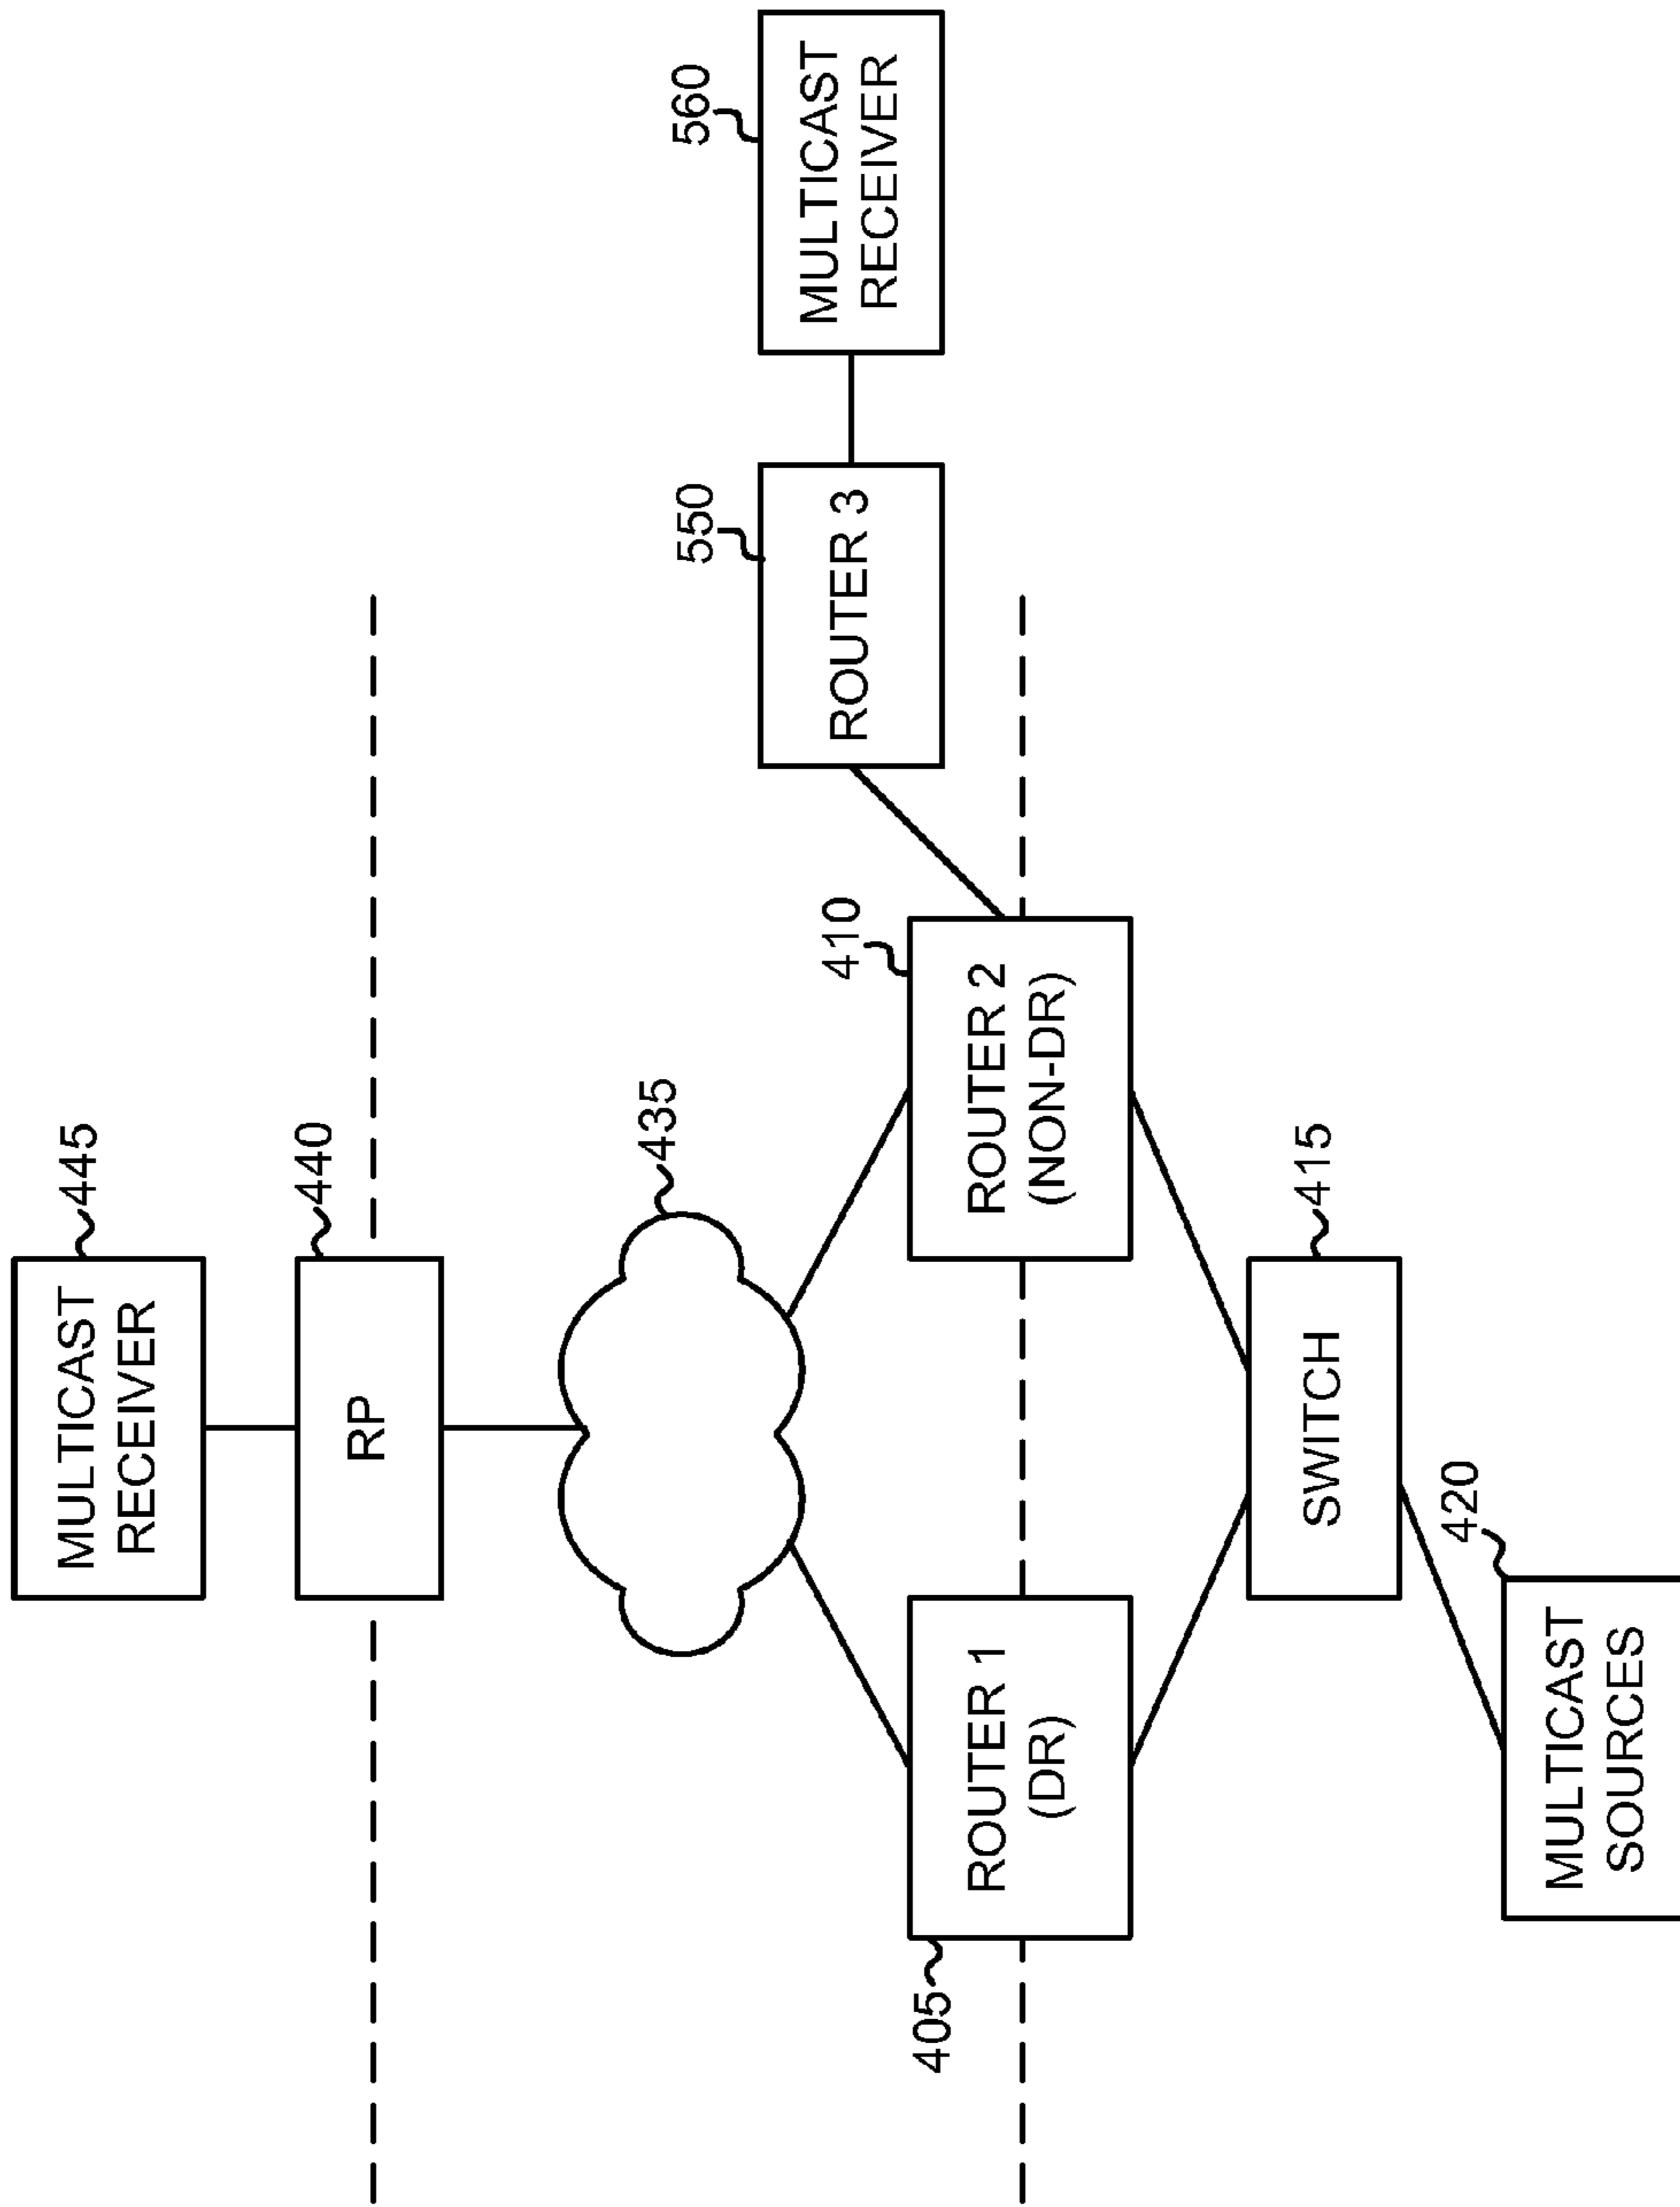 445
MULTICAST
RECEIVER
440
RP
435
560
MULTICAST
RECEIVER
550
ROUTER 3
410
ROUTER 2
(NON-DR)
405
ROUTER 1
(DR)
415
SWITCH
420
MULTICAST
SOURCES